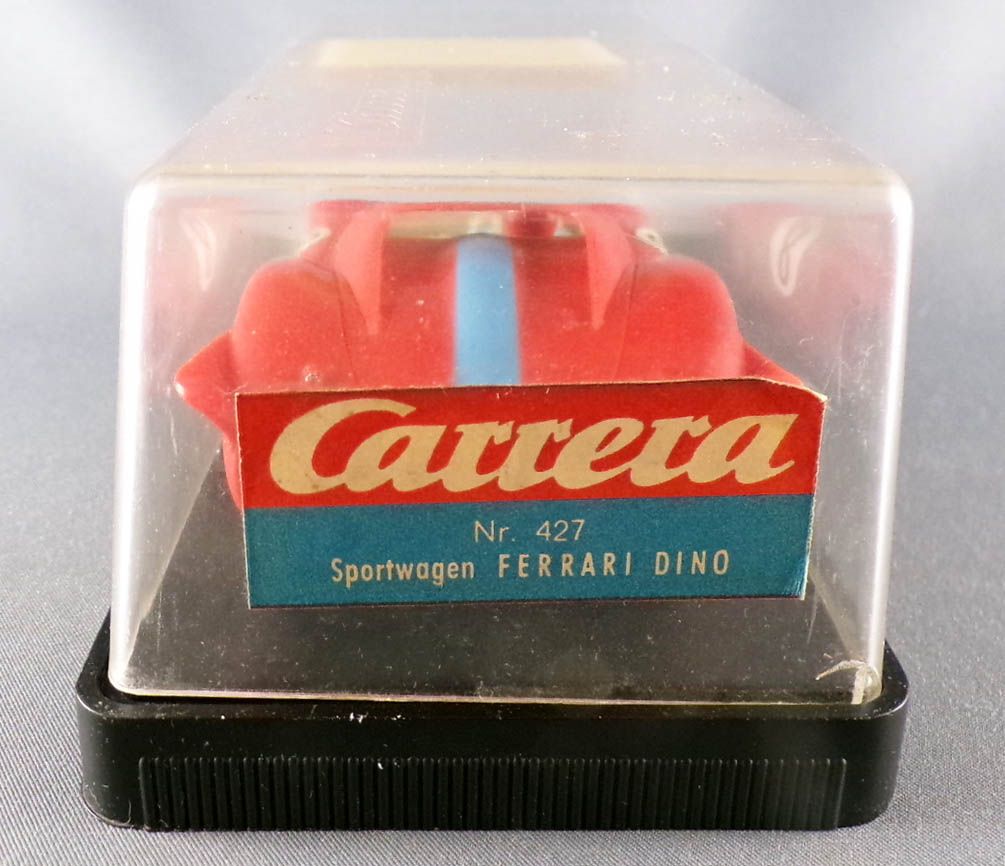 Carrera
Nr. 427
Sportwagen FERRARI DINO